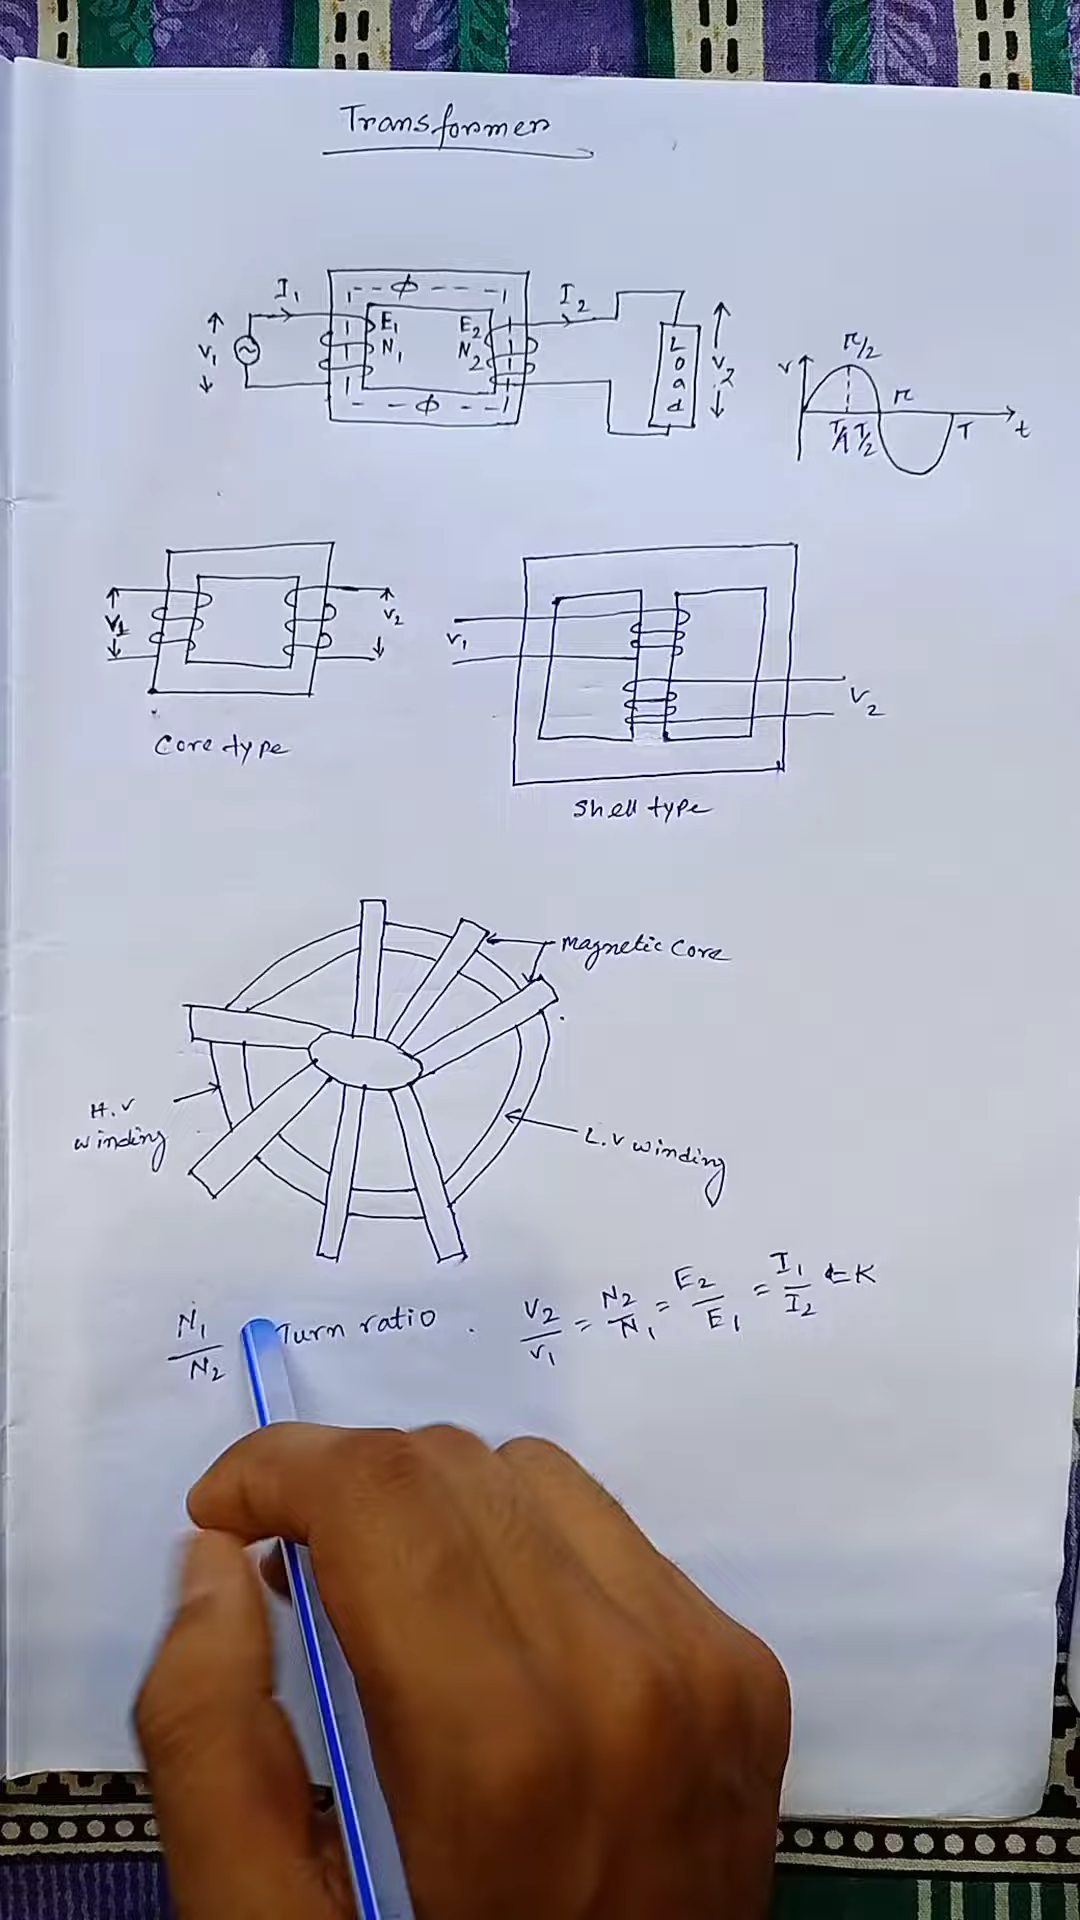 Transformer
I1 Φ I2
V1 E1 E2 Load V2
N1 N2
Φ
V π/2 π
T/4 T/2 T t
V1 V2
Core type
V1 V2
Shell type
Magnetic Core
H.V winding
L.V winding
N1/N2 Turn ratio . V2/V1 = N2/N1 = E2/E1 = I1/I2 = K